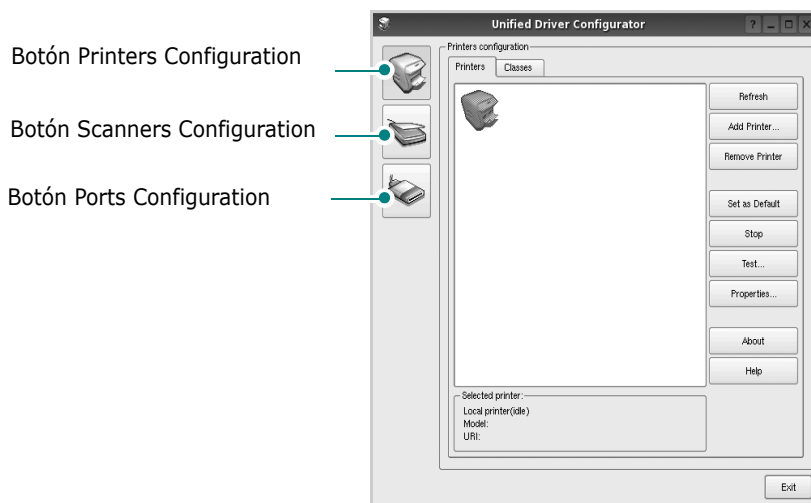 Unified Driver Configurator
?
Botón Printers Configuration
Botón Scanners Configuration
Botón Ports Configuration
Printers configuration
Printers
Classes
Refresh
Add Printer...
Remove Printer
Set as Default
Stop
Test...
Properties...
About
Help
Selected printer:
Local printer(idle)
Model:
URI:
Exit